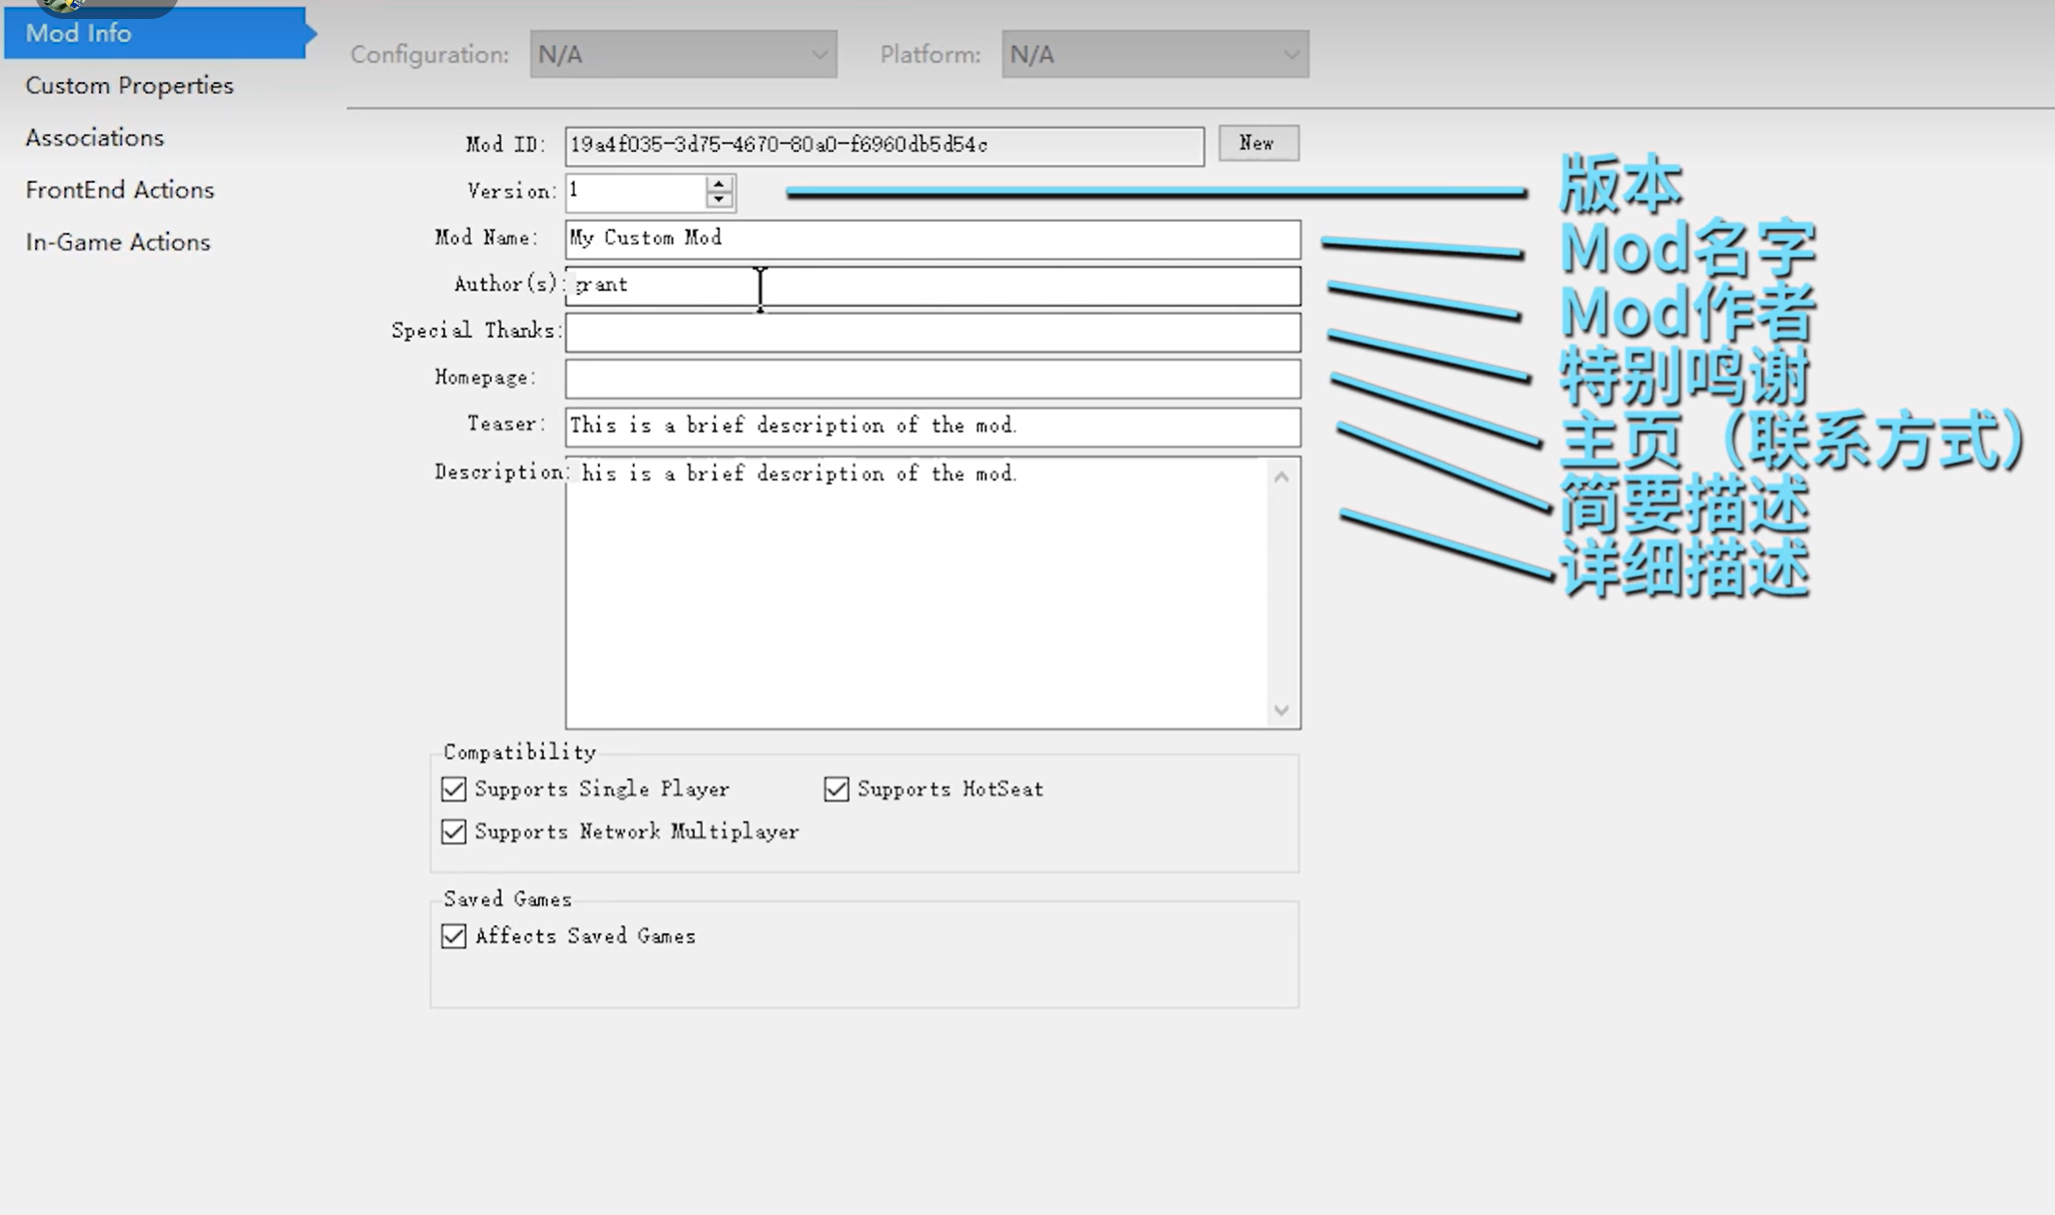 Mod Info
Custom Properties
Associations
FrontEnd Actions
In-Game Actions
Configuration: N/A Platform: N/A
Mod ID: 19a4f035-3d75-4670-80a0-f6960db5d54c New
Version: 1 版本
Mod Name: My Custom Mod Mod名字
Author(s): grant Mod作者
Special Thanks: 特别鸣谢
Homepage: 主页（联系方式）
Teaser: This is a brief description of the mod. 简要描述
Description: his is a brief description of the mod. 详细描述
Compatibility
Supports Single Player Supports HotSeat
Supports Network Multiplayer
Saved Games
Affects Saved Games